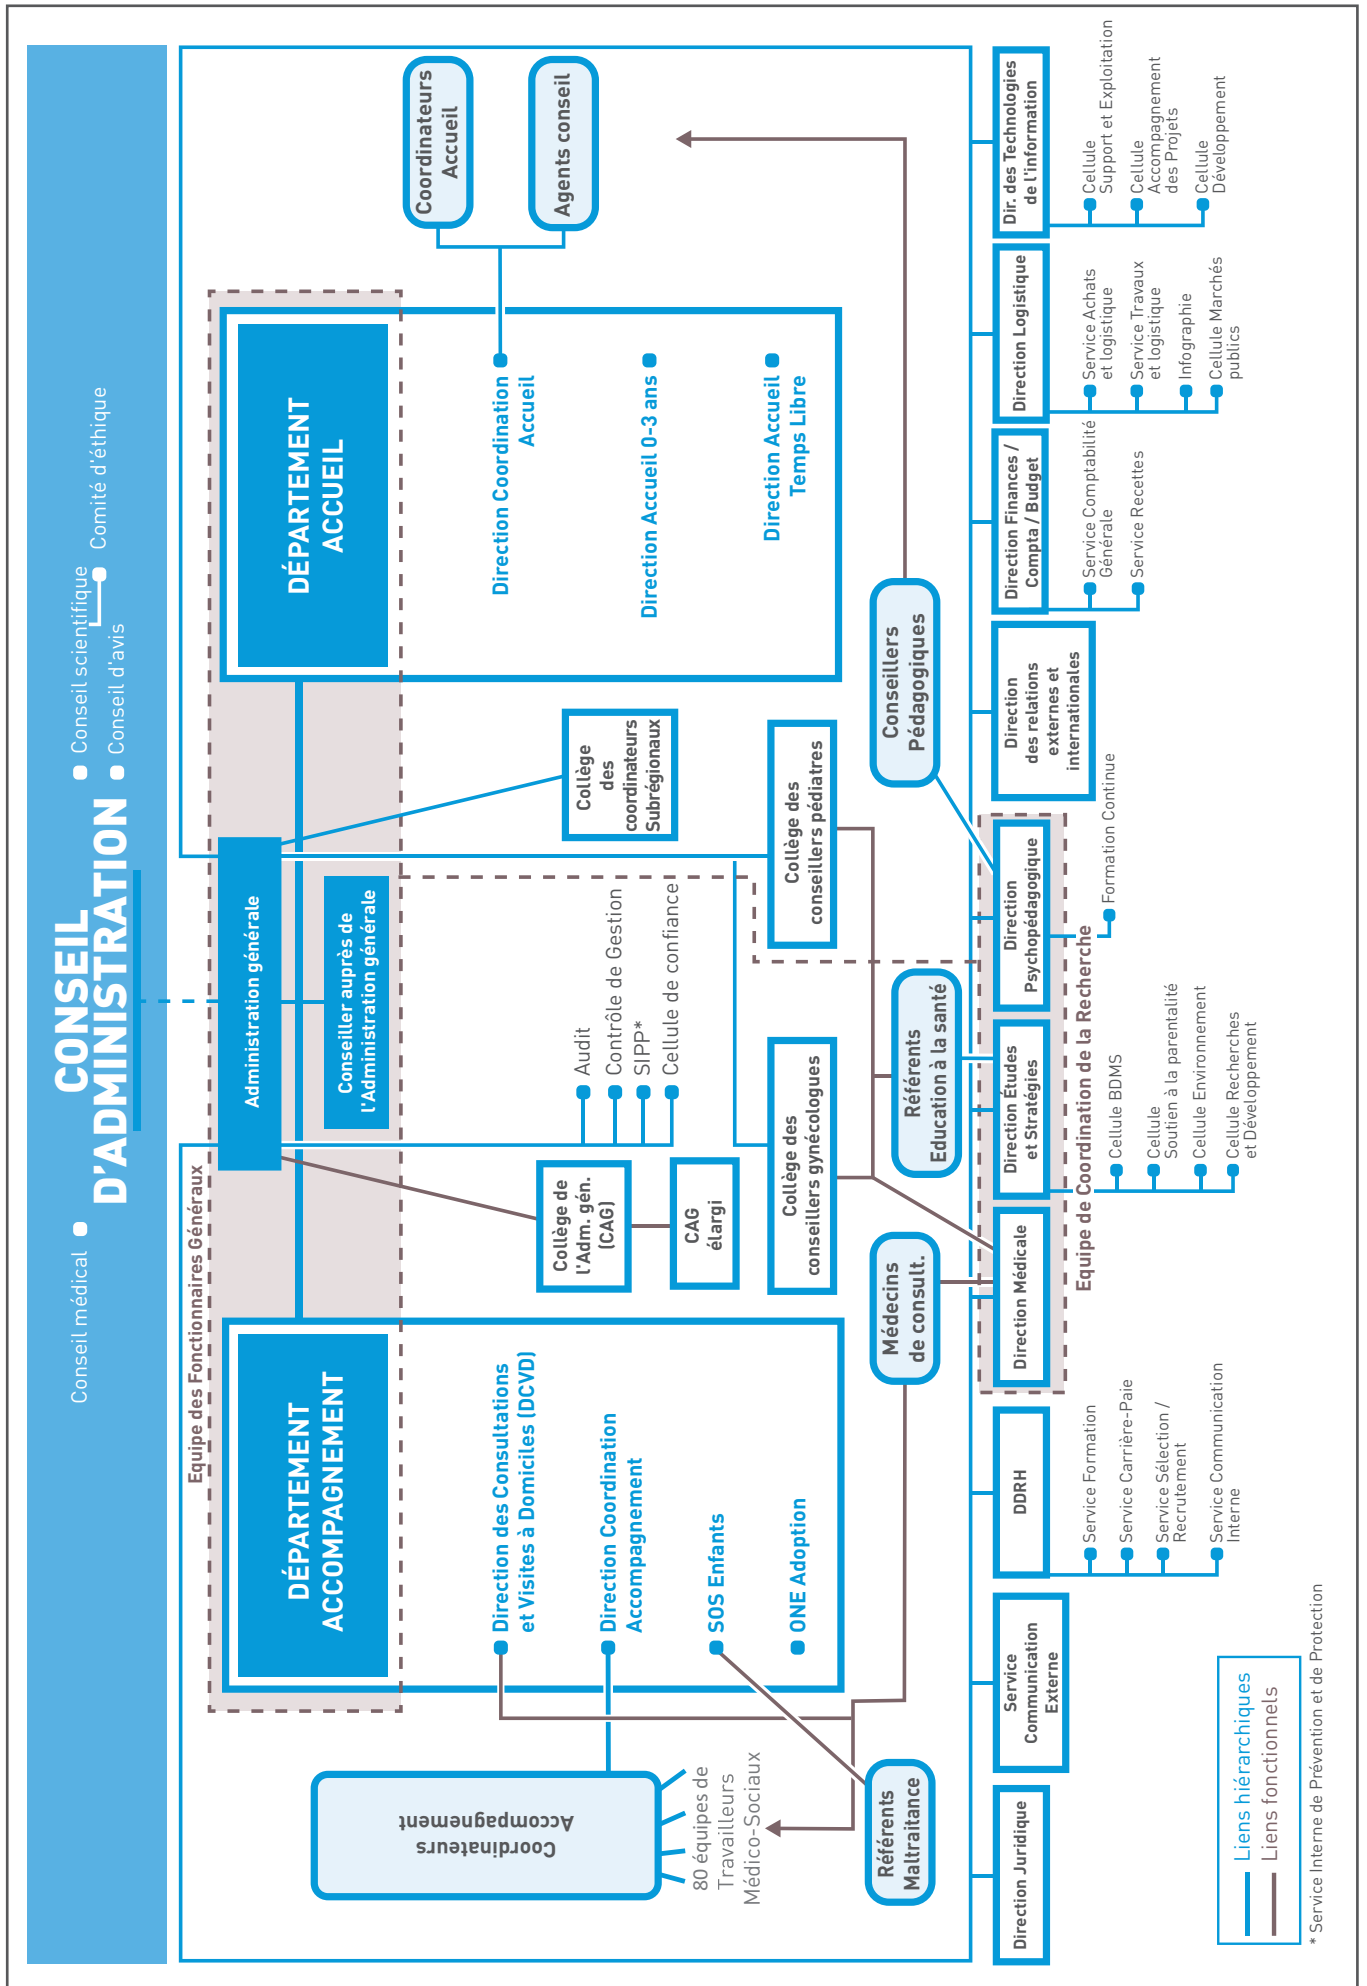 Conseil médical
CONSEIL
D'ADMINISTRATION
Conseil scientifique
Comité d'éthique
Conseil d'avis
Equipe des Fonctionnaires Généraux
Administration générale
Conseiller auprès de
l'Administration générale
DÉPARTEMENT
ACCOMPAGNEMENT
Direction des Consultations
et Visites à Domiciles (DCVD)
Direction Coordination
Accompagnement
SOS Enfants
ONE Adoption
Coordinateurs
Accompagnement
80 équipes de
Travailleurs
Médico-Sociaux
Référents
Maltraitance
Audit
Contrôle de Gestion
SIPP*
Cellule de confiance
Collège de
l'Adm. gén.
(CAG)
CAG
élargi
Collège
des
coordinateurs
Subrégionaux
Collège des
conseillers gynécologues
Collège des
conseillers pédiatres
Médecins
de consult.
Référents
Education à la santé
Conseillers
Pédagogiques
DÉPARTEMENT
ACCUEIL
Direction Coordination
Accueil
Direction Accueil 0-3 ans
Direction Accueil
Temps Libre
Coordinateurs
Accueil
Agents conseil
Direction Juridique
Service
Communication
Externe
DDRH
Service Formation
Service Carrière-Paie
Service Sélection /
Recrutement
Service Communication
Interne
Direction Médicale
Direction Études
et Stratégies
Cellule BDMS
Cellule
Soutien à la parentalité
Cellule Environnement
Cellule Recherches
et Développement
Direction
Psychopédagogique
Formation Continue
Equipe de Coordination de la Recherche
Direction
des relations
externes et
internationales
Direction Finances /
Compta / Budget
Service Comptabilité
Générale
Service Recettes
Direction Logistique
Service Achats
et logistique
Service Travaux
et logistique
Infographie
Cellule Marchés
publics
Dir. des Technologies
de l'information
Cellule
Support et Exploitation
Cellule
Accompagnement
des Projets
Cellule
Développement
Liens hiérarchiques
Liens fonctionnels
* Service Interne de Prévention et de Protection